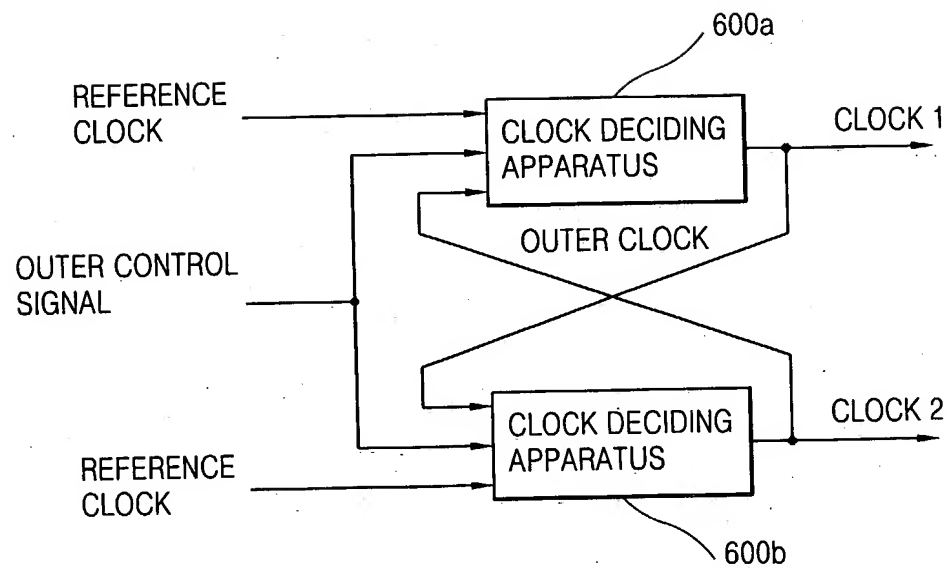 600a
REFERENCE
CLOCK
CLOCK DECIDING
APPARATUS
CLOCK 1
OUTER CLOCK
OUTER CONTROL
SIGNAL
CLOCK DECIDING
APPARATUS
CLOCK 2
REFERENCE
CLOCK
600b